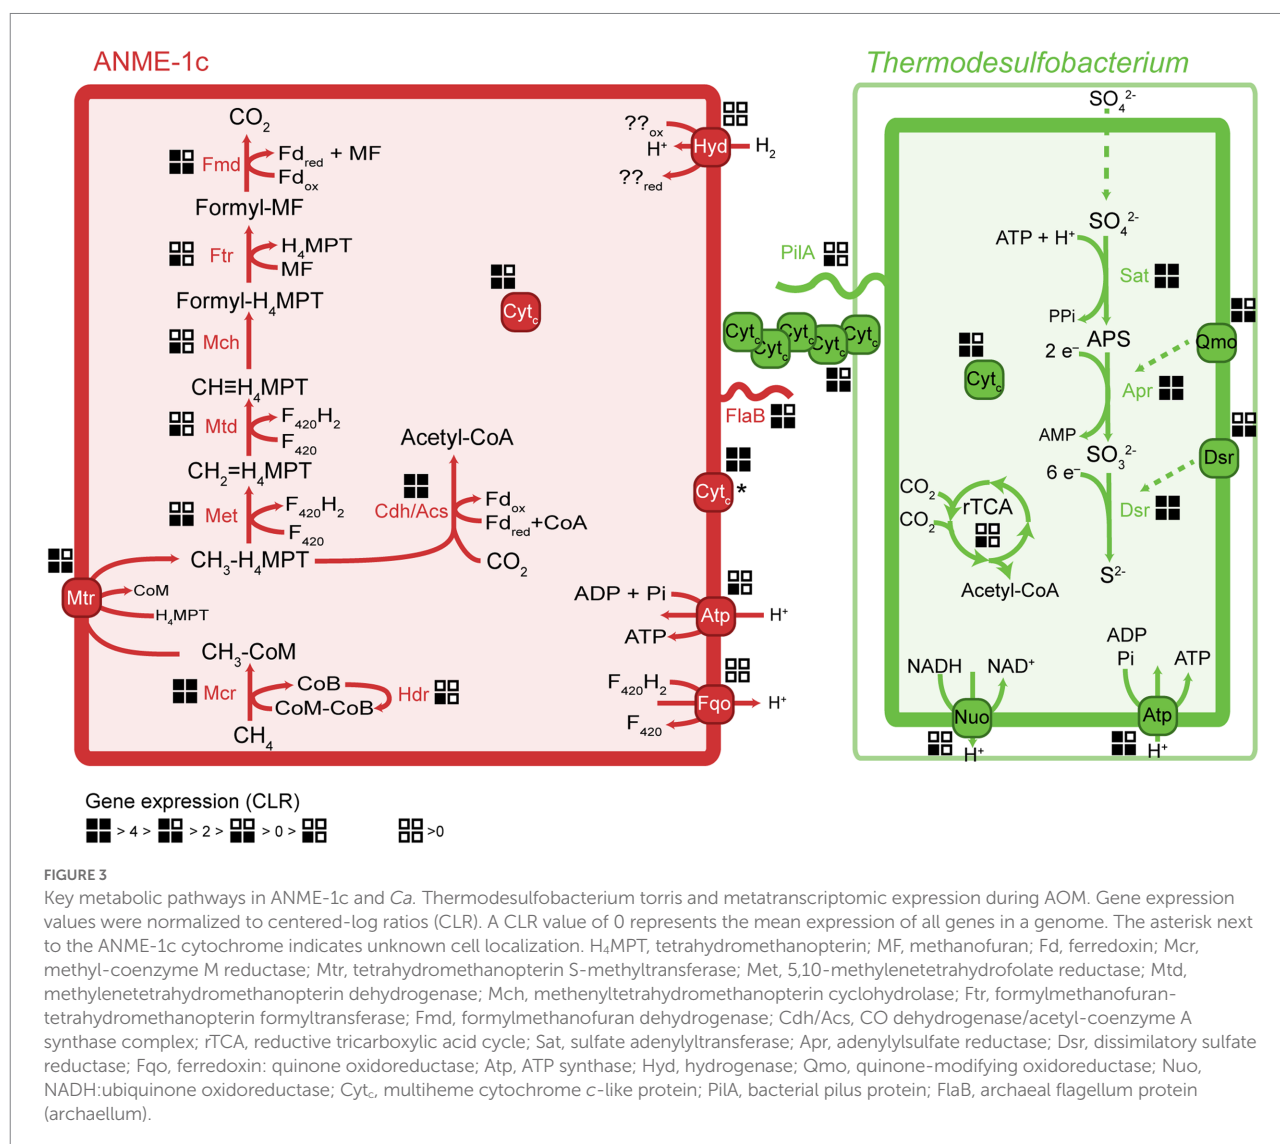 ANME-1c
Thermodesulfobacterium
CO2
Fmd
Fdred + MF
Fdox
Formyl-MF
Ftr
H4MPT
MF
Formyl-H4MPT
Mch
CH≡H4MPT
Mtd
F420H2
F420
CH2=H4MPT
Met
F420H2
F420
CH3-H4MPT
Mtr
CoM
H4MPT
CH3-CoM
Mcr
CoB
CoM-CoB
Hdr
CH4
Acetyl-CoA
Cdh/Acs
Fdox
Fdred+CoA
CO2
Cytc
??ox
H+
Hyd
H2
??red
FlaB
Cytc
*
ADP + Pi
Atp
H+
ATP
F420H2
Fqo
H+
F420
PilA
Cytc
Cytc
Cytc
Cytc
Cytc
SO4 2-
SO4 2-
ATP + H+
Sat
PPi
APS
2 e–
Qmo
Apr
Cytc
AMP
SO3 2-
6 e–
Dsr
Dsr
S2-
CO2
CO2
rTCA
Acetyl-CoA
NADH
NAD+
Nuo
H+
ADP
Pi
ATP
Atp
H+
Gene expression (CLR)
> 4 > > 2 > > 0 > >0
FIGURE 3
Key metabolic pathways in ANME-1c and Ca. Thermodesulfobacterium torris and metatranscriptomic expression during AOM. Gene expression
values were normalized to centered-log ratios (CLR). A CLR value of 0 represents the mean expression of all genes in a genome. The asterisk next
to the ANME-1c cytochrome indicates unknown cell localization. H4MPT, tetrahydromethanopterin; MF, methanofuran; Fd, ferredoxin; Mcr,
methyl-coenzyme M reductase; Mtr, tetrahydromethanopterin S-methyltransferase; Met, 5,10-methylenetetrahydrofolate reductase; Mtd,
methylenetetrahydromethanopterin dehydrogenase; Mch, methenyltetrahydromethanopterin cyclohydrolase; Ftr, formylmethanofuran-
tetrahydromethanopterin formyltransferase; Fmd, formylmethanofuran dehydrogenase; Cdh/Acs, CO dehydrogenase/acetyl-coenzyme A
synthase complex; rTCA, reductive tricarboxylic acid cycle; Sat, sulfate adenylyltransferase; Apr, adenylylsulfate reductase; Dsr, dissimilatory sulfate
reductase; Fqo, ferredoxin: quinone oxidoreductase; Atp, ATP synthase; Hyd, hydrogenase; Qmo, quinone-modifying oxidoreductase; Nuo,
NADH:ubiquinone oxidoreductase; Cytc, multiheme cytochrome c-like protein; PilA, bacterial pilus protein; FlaB, archaeal flagellum protein
(archaellum).